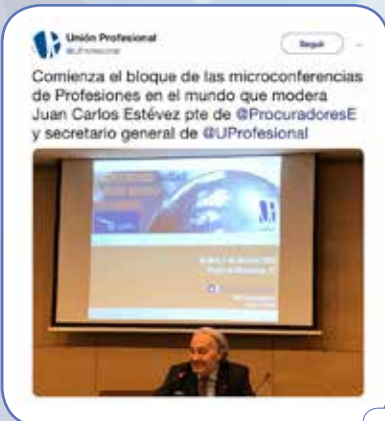 Unión Profesional
@UProfesional
Seguir
Comienza el bloque de las microconferencias
de Profesiones en el mundo que modera
Juan Carlos Estévez pte de @ProcuradoresE
y secretario general de @UProfesional